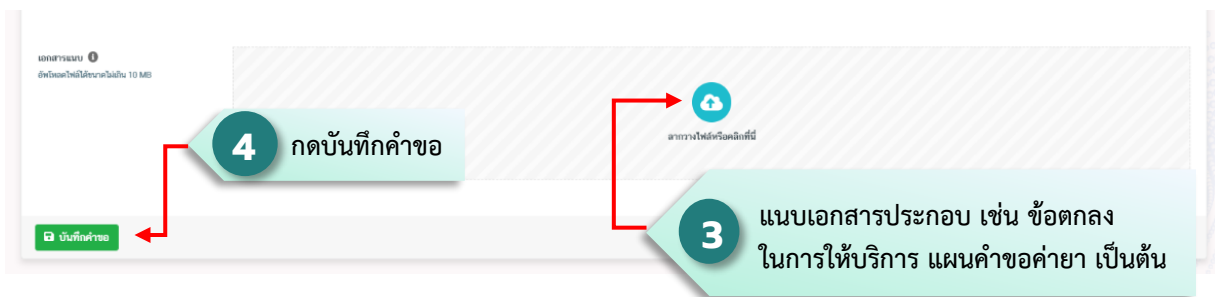 เอกสารแนบ
อัพโหลดไฟล์ได้ขนาดไม่เกิน 10 MB
ลากวางไฟล์หรือคลิกที่นี่
4 กดบันทึกคำขอ
3 แนบเอกสารประกอบ เช่น ข้อตกลง
ในการให้บริการ แผนคำขอค่ายา เป็นต้น
บันทึกคำขอ